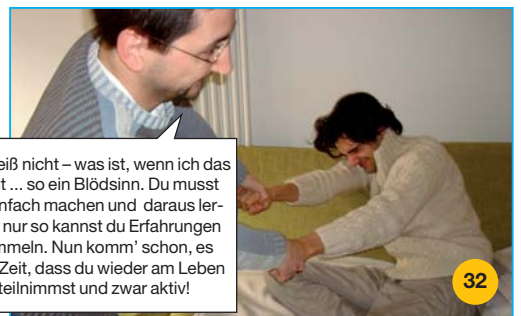 eiß nicht – was ist, wenn ich das
t ... so ein Blödsinn. Du musst
nfach machen und daraus ler-
nur so kannst du Erfahrungen
mmeln. Nun komm' schon, es
Zeit, dass du wieder am Leben
teilnimmst und zwar aktiv!
32